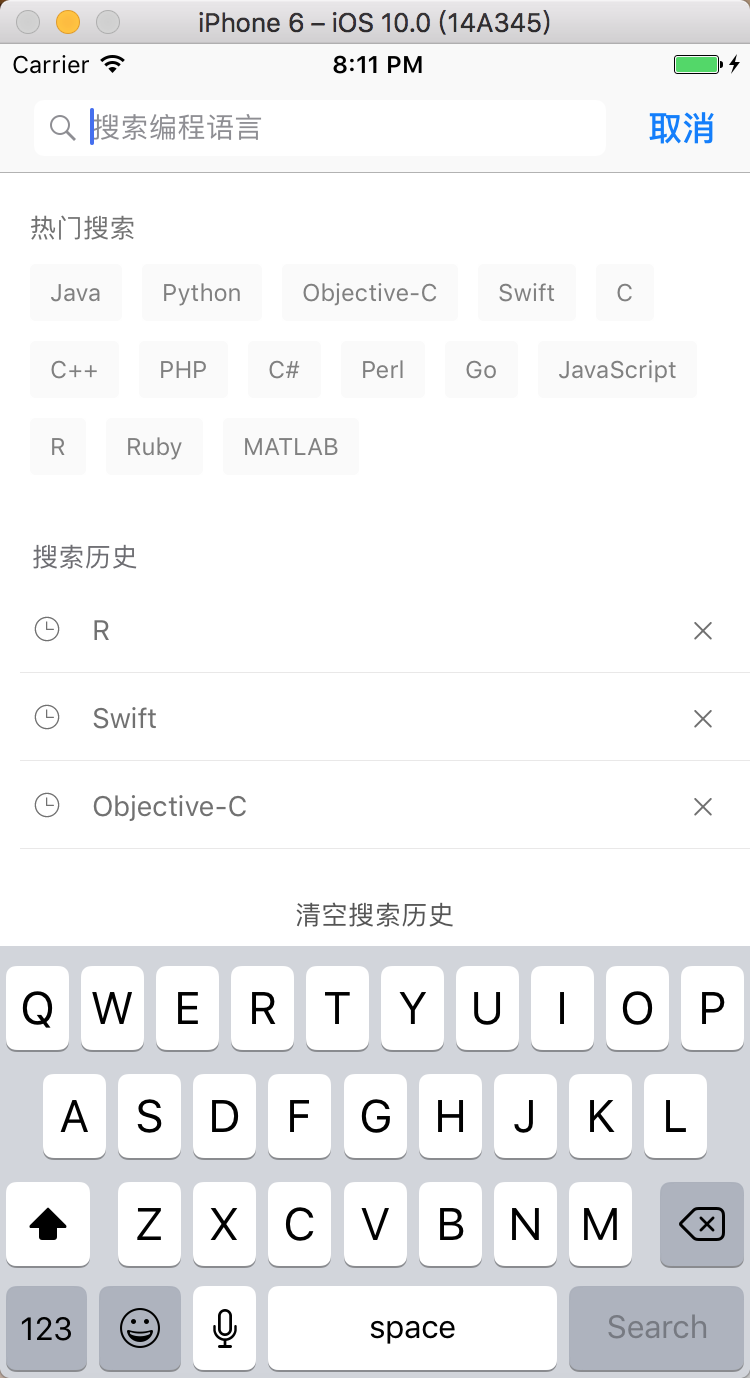 iPhone 6 – iOS 10.0 (14A345)
Carrier 8:11 PM
搜索编程语言 取消
热门搜索
Java Python Objective-C Swift C
C++ PHP C# Perl Go JavaScript
R Ruby MATLAB
搜索历史
R
Swift
Objective-C
清空搜索历史
Q W E R T Y U I O P
A S D F G H J K L
Z X C V B N M
123 space Search